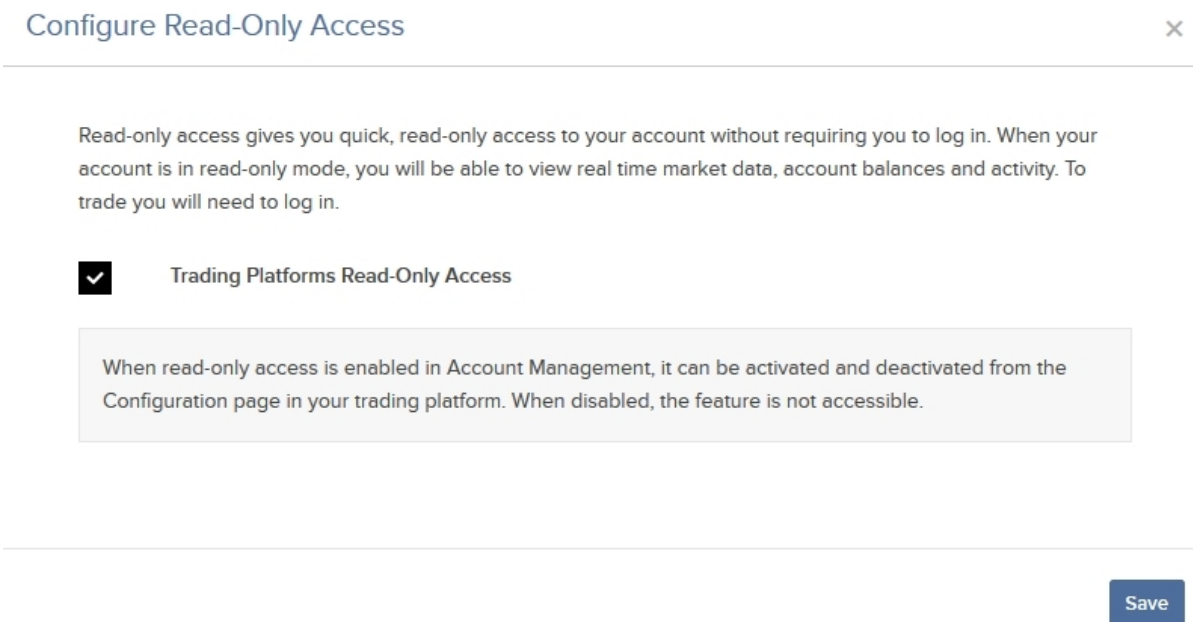 Configure Read-Only Access
Read-only access gives you quick, read-only access to your account without requiring you to log in. When your
account is in read-only mode, you will be able to view real time market data, account balances and activity. To
trade you will need to log in.
Trading Platforms Read-Only Access
When read-only access is enabled in Account Management, it can be activated and deactivated from the
Configuration page in your trading platform. When disabled, the feature is not accessible.
Save